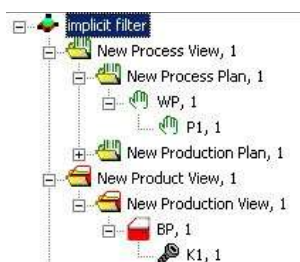 implicit filter
New Process View, 1
New Process Plan, 1
WP, 1
P1, 1
New Production Plan, 1
New Product View, 1
New Production View, 1
BP, 1
K1, 1